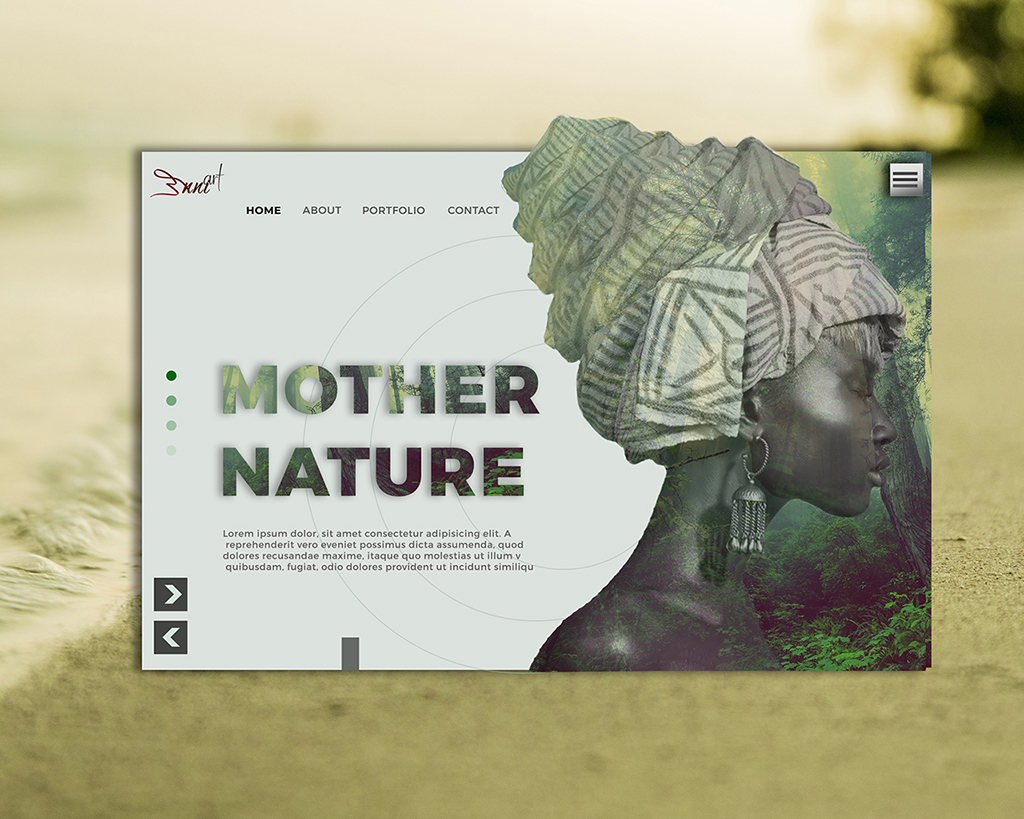 Enni art
HOME ABOUT PORTFOLIO CONTACT
MOTHER
NATURE
Lorem ipsum dolor, sit amet consectetur adipisicing elit. A
reprehenderit vero eveniet possimus dicta assumenda, quod
dolores recusandae maxime, itaque quo molestias ut illum v
quibusdam, fugiat, odio dolores provident ut incidunt similiqu